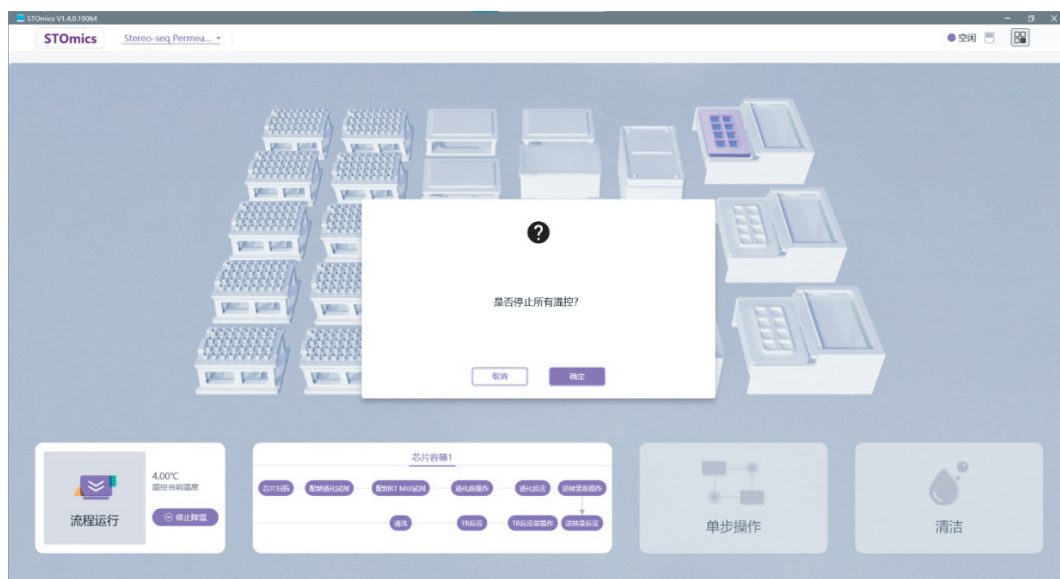 STOmics V1.4.0.19064
STOmics Stereo-seq Permea... 空闲
是否停止所有温控?
取消 确定
芯片容器1
4.00℃
温控当前温度
停止降温
流程运行
芯片扫码 配制透化试剂 配制RT MIX试剂 透化前操作 透化反应 逆转录前操作
清洗 TR反应 TR反应前操作 逆转录反应
单步操作
清洁